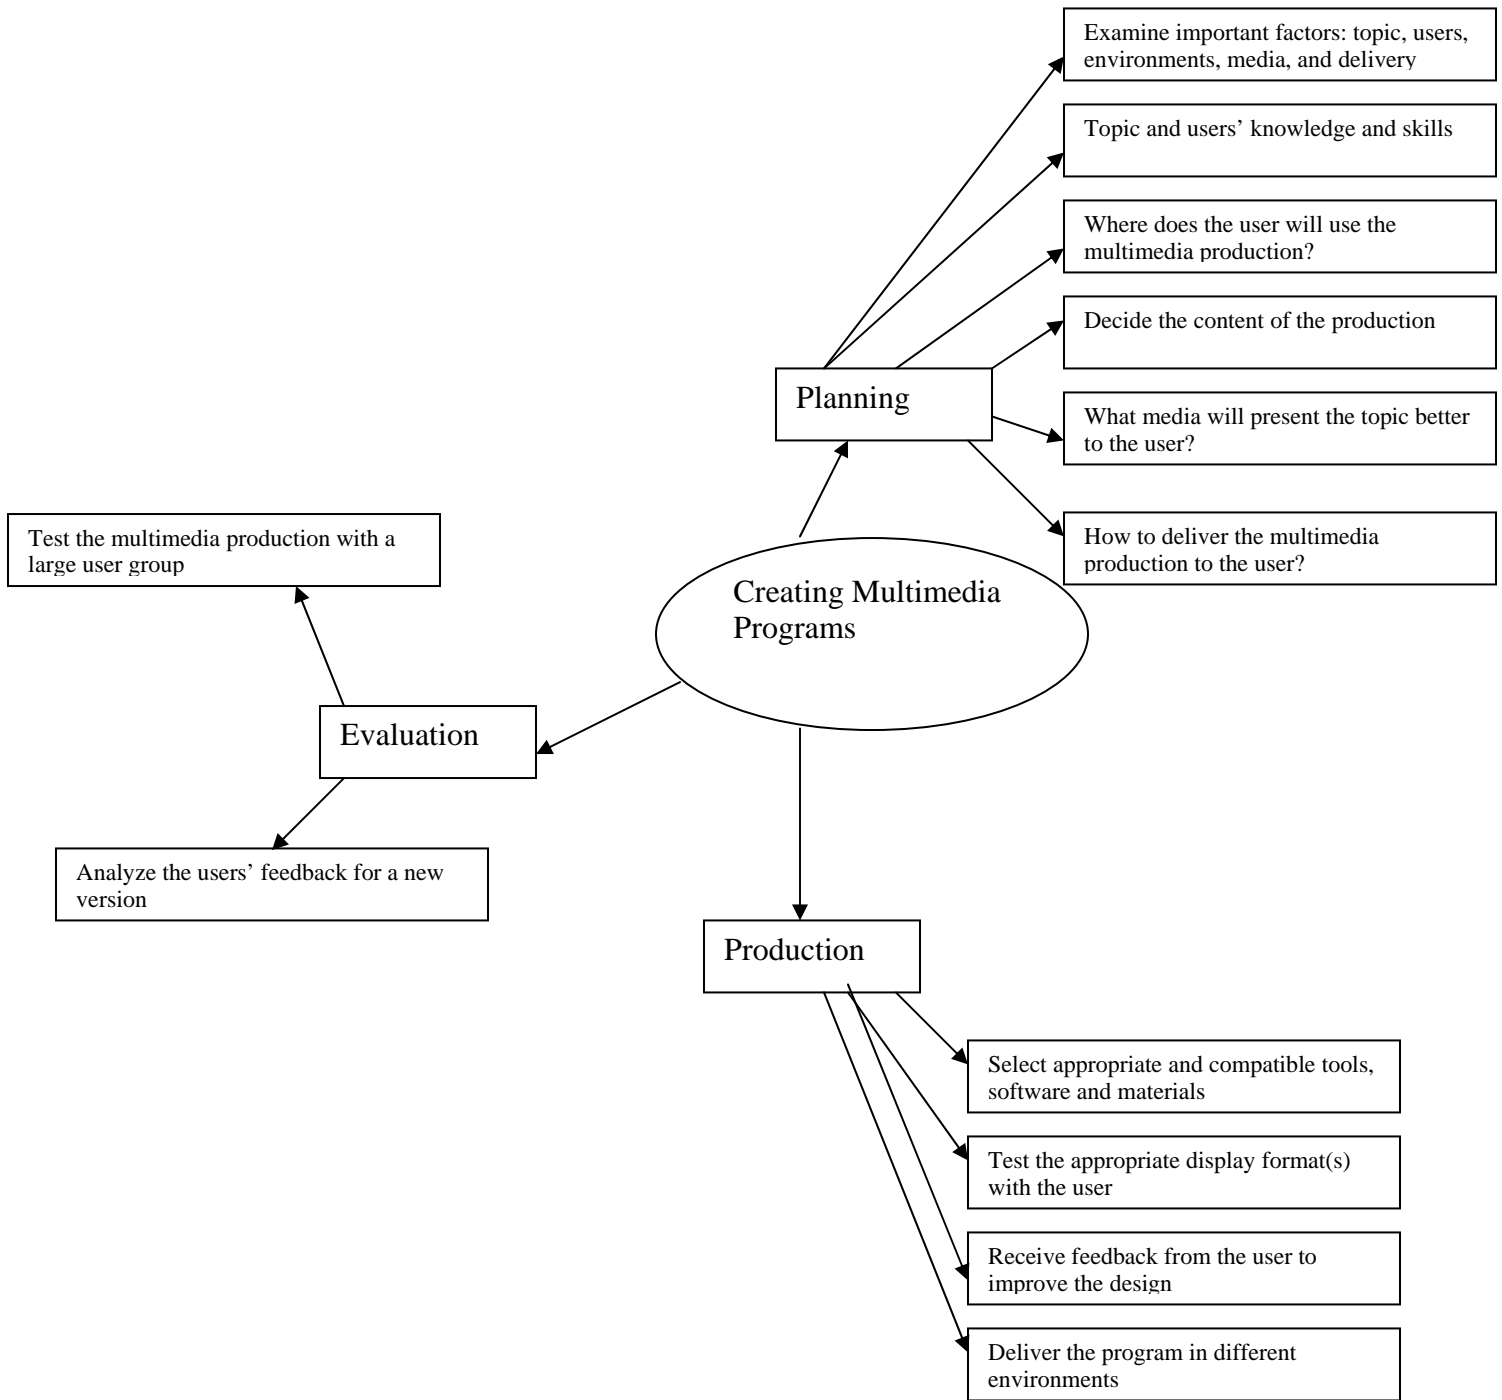 Examine important factors: topic, users,
environments, media, and delivery
Topic and users’ knowledge and skills
Where does the user will use the
multimedia production?
Decide the content of the production
Planning
What media will present the topic better
to the user?
How to deliver the multimedia
production to the user?
Test the multimedia production with a
large user group
Creating Multimedia
Programs
Evaluation
Analyze the users’ feedback for a new
version
Production
Select appropriate and compatible tools,
software and materials
Test the appropriate display format(s)
with the user
Receive feedback from the user to
improve the design
Deliver the program in different
environments